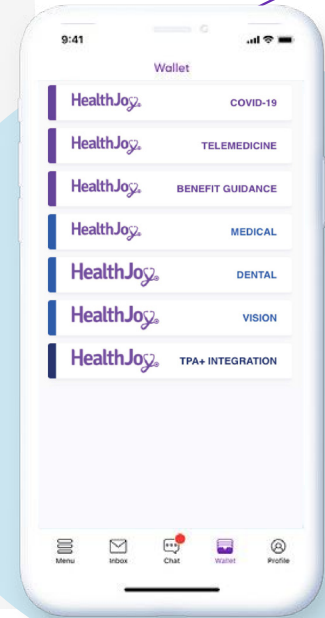 9:41
Wallet
HealthJoy® COVID-19
HealthJoy® TELEMEDICINE
HealthJoy® BENEFIT GUIDANCE
HealthJoy® MEDICAL
HealthJoy® DENTAL
HealthJoy® VISION
HealthJoy® TPA+ INTEGRATION
Menu Inbox Chat Wallet Profile